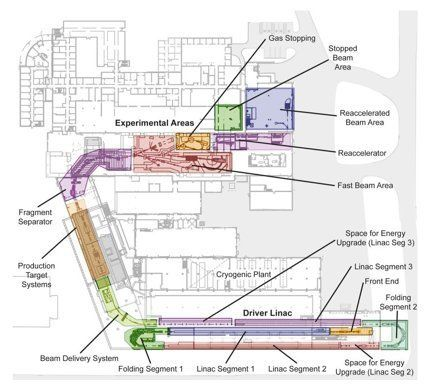 Gas Stopping
Stopped
Beam
Area
Experimental Areas
Reaccelerated
Beam Area
Reaccelerator
Fast Beam Area
Fragment
Separator
Space for Energy
Upgrade (Linac Seg 3)
Production
Target
Systems
Cryogenic Plant
Linac Segment 3
Front End
Driver Linac
Folding
Segment 2
Beam Delivery System
Folding Segment 1
Linac Segment 1
Linac Segment 2
Space for Energy
Upgrade (Linac Seg 2)